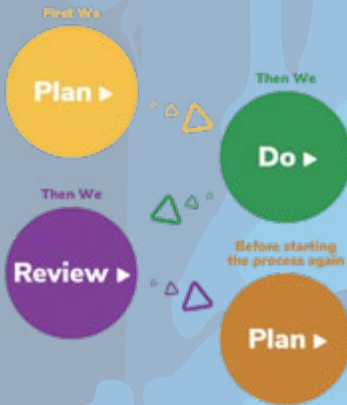 First We
Plan ▸
Then We
Do ▸
Then We
Review ▸
Before starting
the process again
Plan ▸